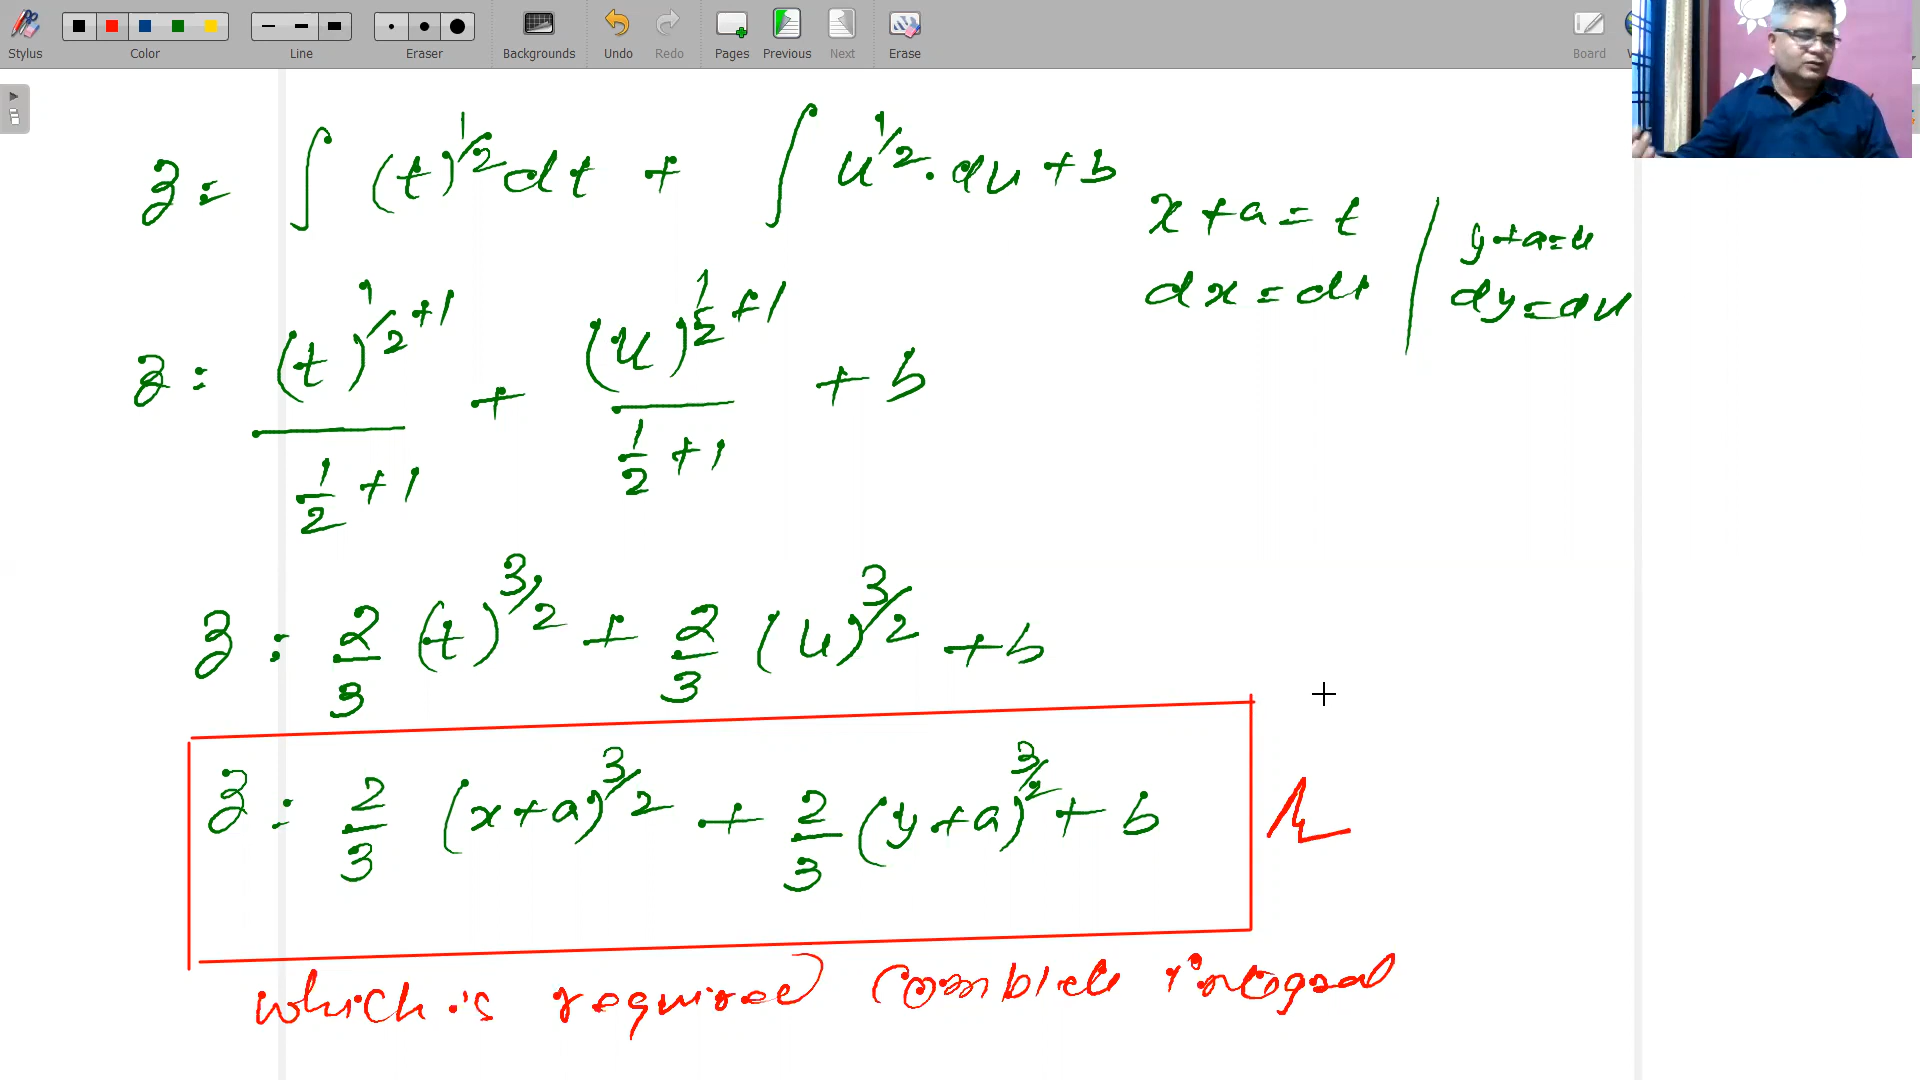 Stylus Color Line Eraser Backgrounds Undo Redo Pages Previous Next Erase Board
z = ∫ (t)^1/2 dt + ∫ u^1/2 . du + b
x + a = t | y + a = u
dx = dt | dy = du
z = (t)^1/2+1 / 1/2 + 1 + (u)^1/2+1 / 1/2 + 1 + b
z = 2/3 (t)^3/2 + 2/3 (u)^3/2 + b
z = 2/3 (x+a)^3/2 + 2/3 (y+a)^3/2 + b
which is required complete integral